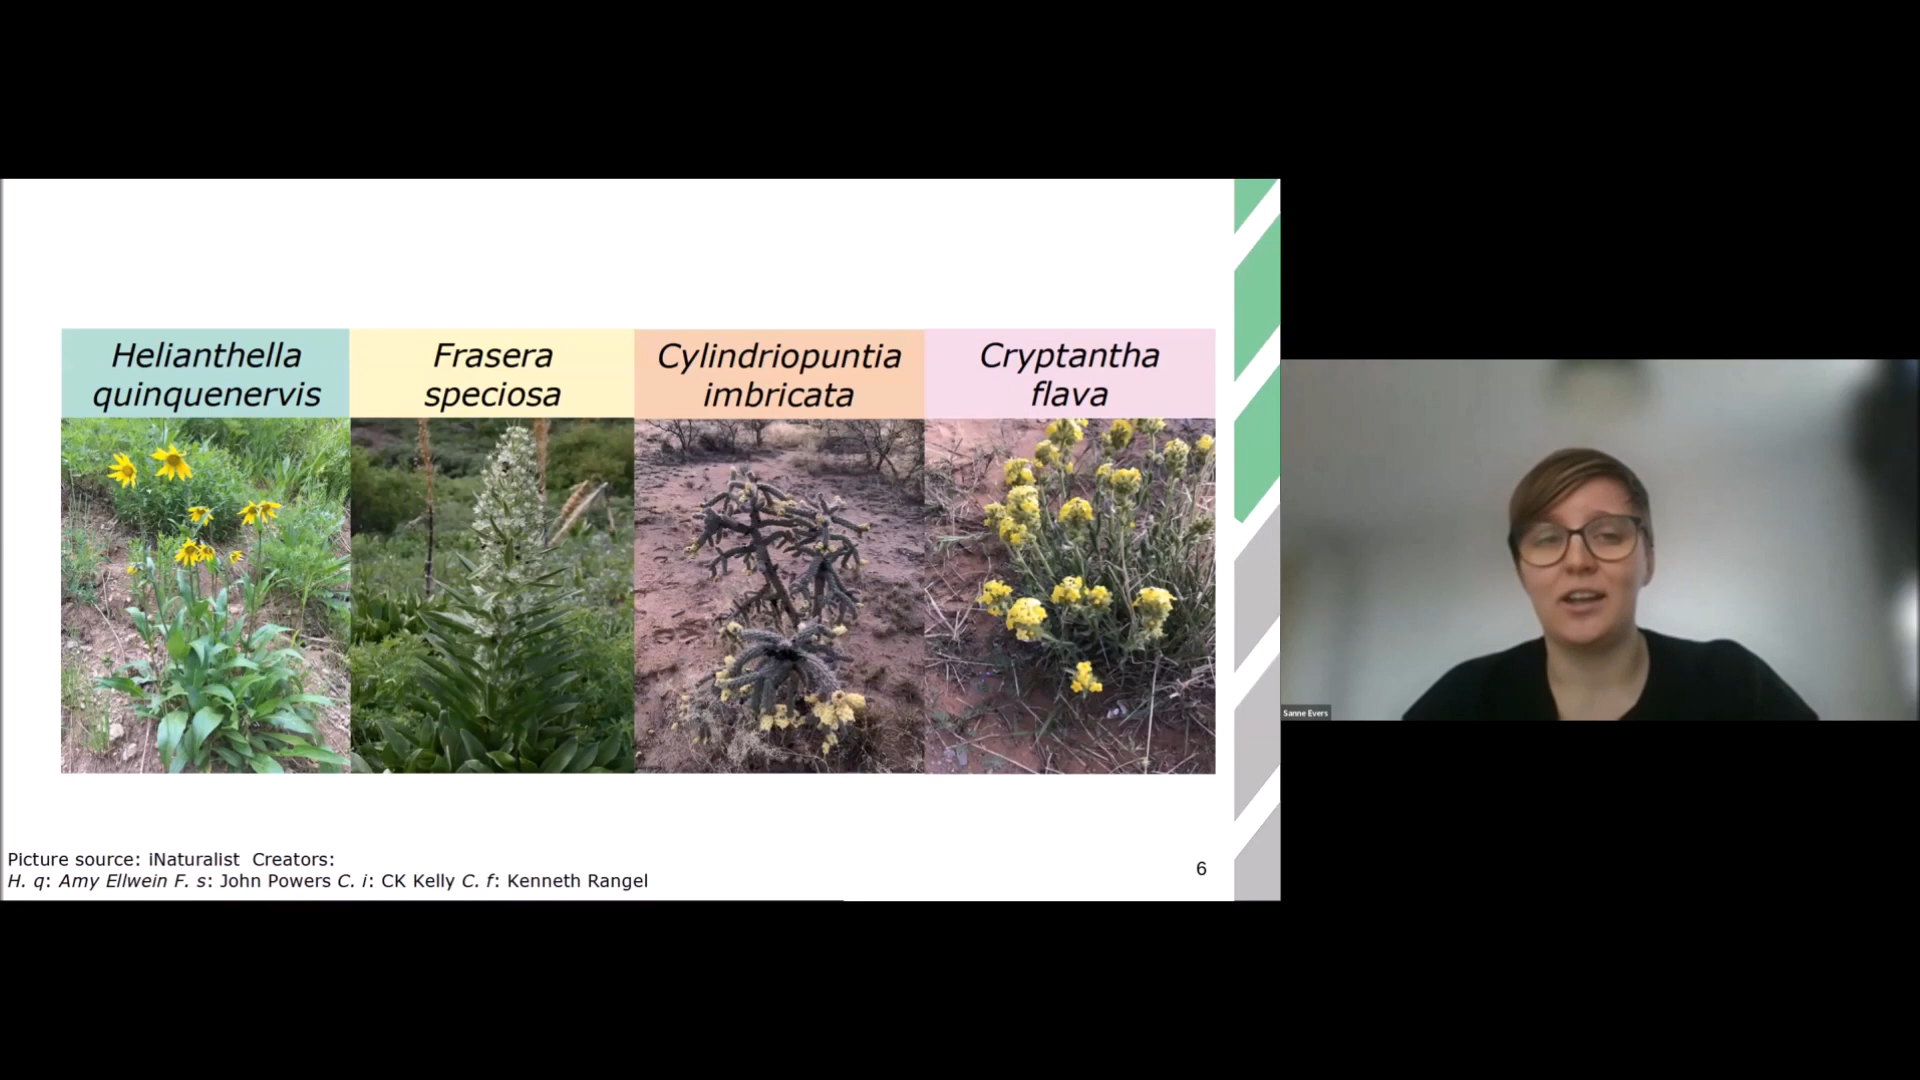 Helianthella
quinquenervis
Frasera
speciosa
Cylindriopuntia
imbricata
Cryptantha
flava
Picture source: iNaturalist Creators:
H. q: Amy Ellwein F. s: John Powers C. i: CK Kelly C. f: Kenneth Rangel
6
Sanne Evers